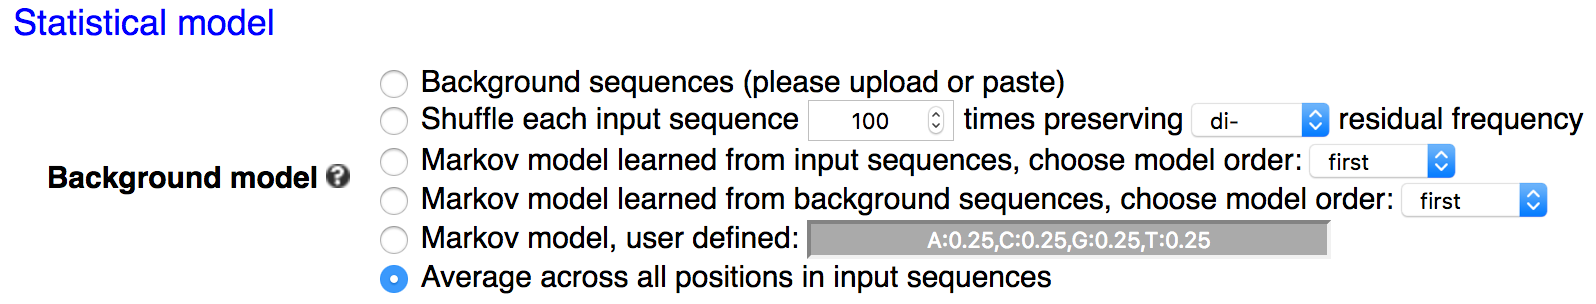 Statistical model
Background sequences (please upload or paste)
Shuffle each input sequence 100 times preserving di- residual frequency
Background model ?
Markov model learned from input sequences, choose model order: first
Markov model learned from background sequences, choose model order: first
Markov model, user defined: A:0.25,C:0.25,G:0.25,T:0.25
Average across all positions in input sequences